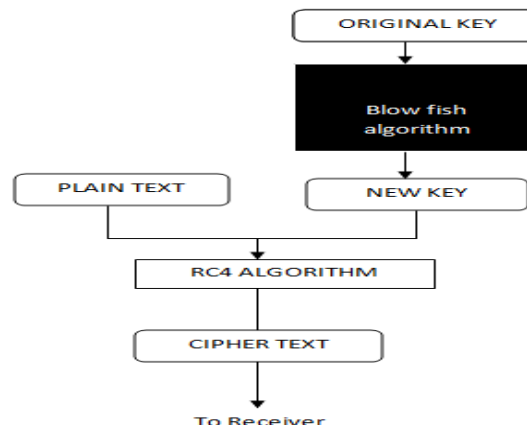 ORIGINAL KEY
Blow fish
algorithm
PLAIN TEXT
NEW KEY
RC4 ALGORITHM
CIPHER TEXT
To Receiver